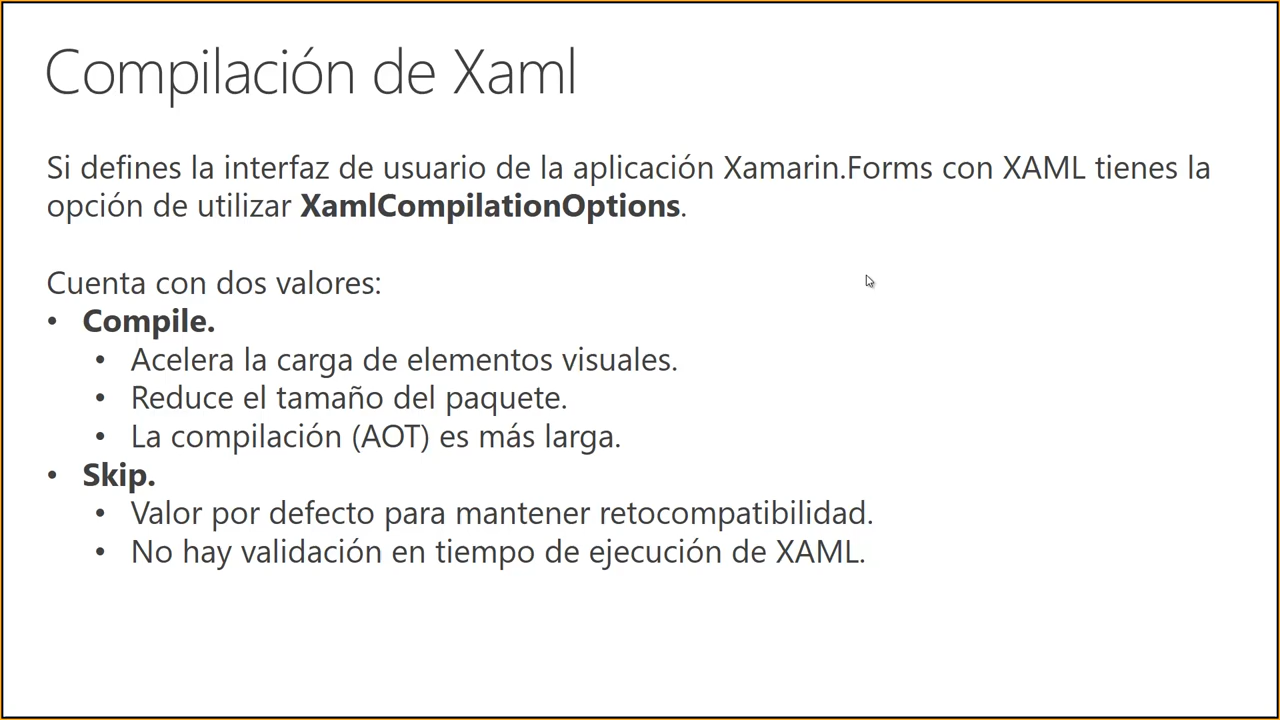 Compilación de Xaml
Si defines la interfaz de usuario de la aplicación Xamarin.Forms con XAML tienes la
opción de utilizar XamlCompilationOptions.
Cuenta con dos valores:
• Compile.
• Acelera la carga de elementos visuales.
• Reduce el tamaño del paquete.
• La compilación (AOT) es más larga.
• Skip.
• Valor por defecto para mantener retocompatibilidad.
• No hay validación en tiempo de ejecución de XAML.